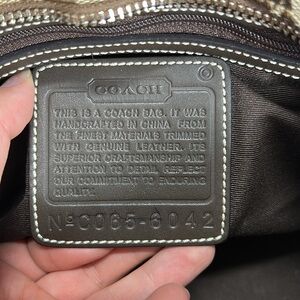 COACH
THIS IS A COACH BAG. IT WAS
HANDCRAFTED IN CHINA FROM
THE FINEST MATERIALS TRIMMED
WITH GENUINE LEATHER. ITS
SUPERIOR CRAFTSMANSHIP AND
ATTENTION TO DETAIL REFLECT
OUR COMMITMENT TO ENDURING
QUALITY.
Nº C065-6042